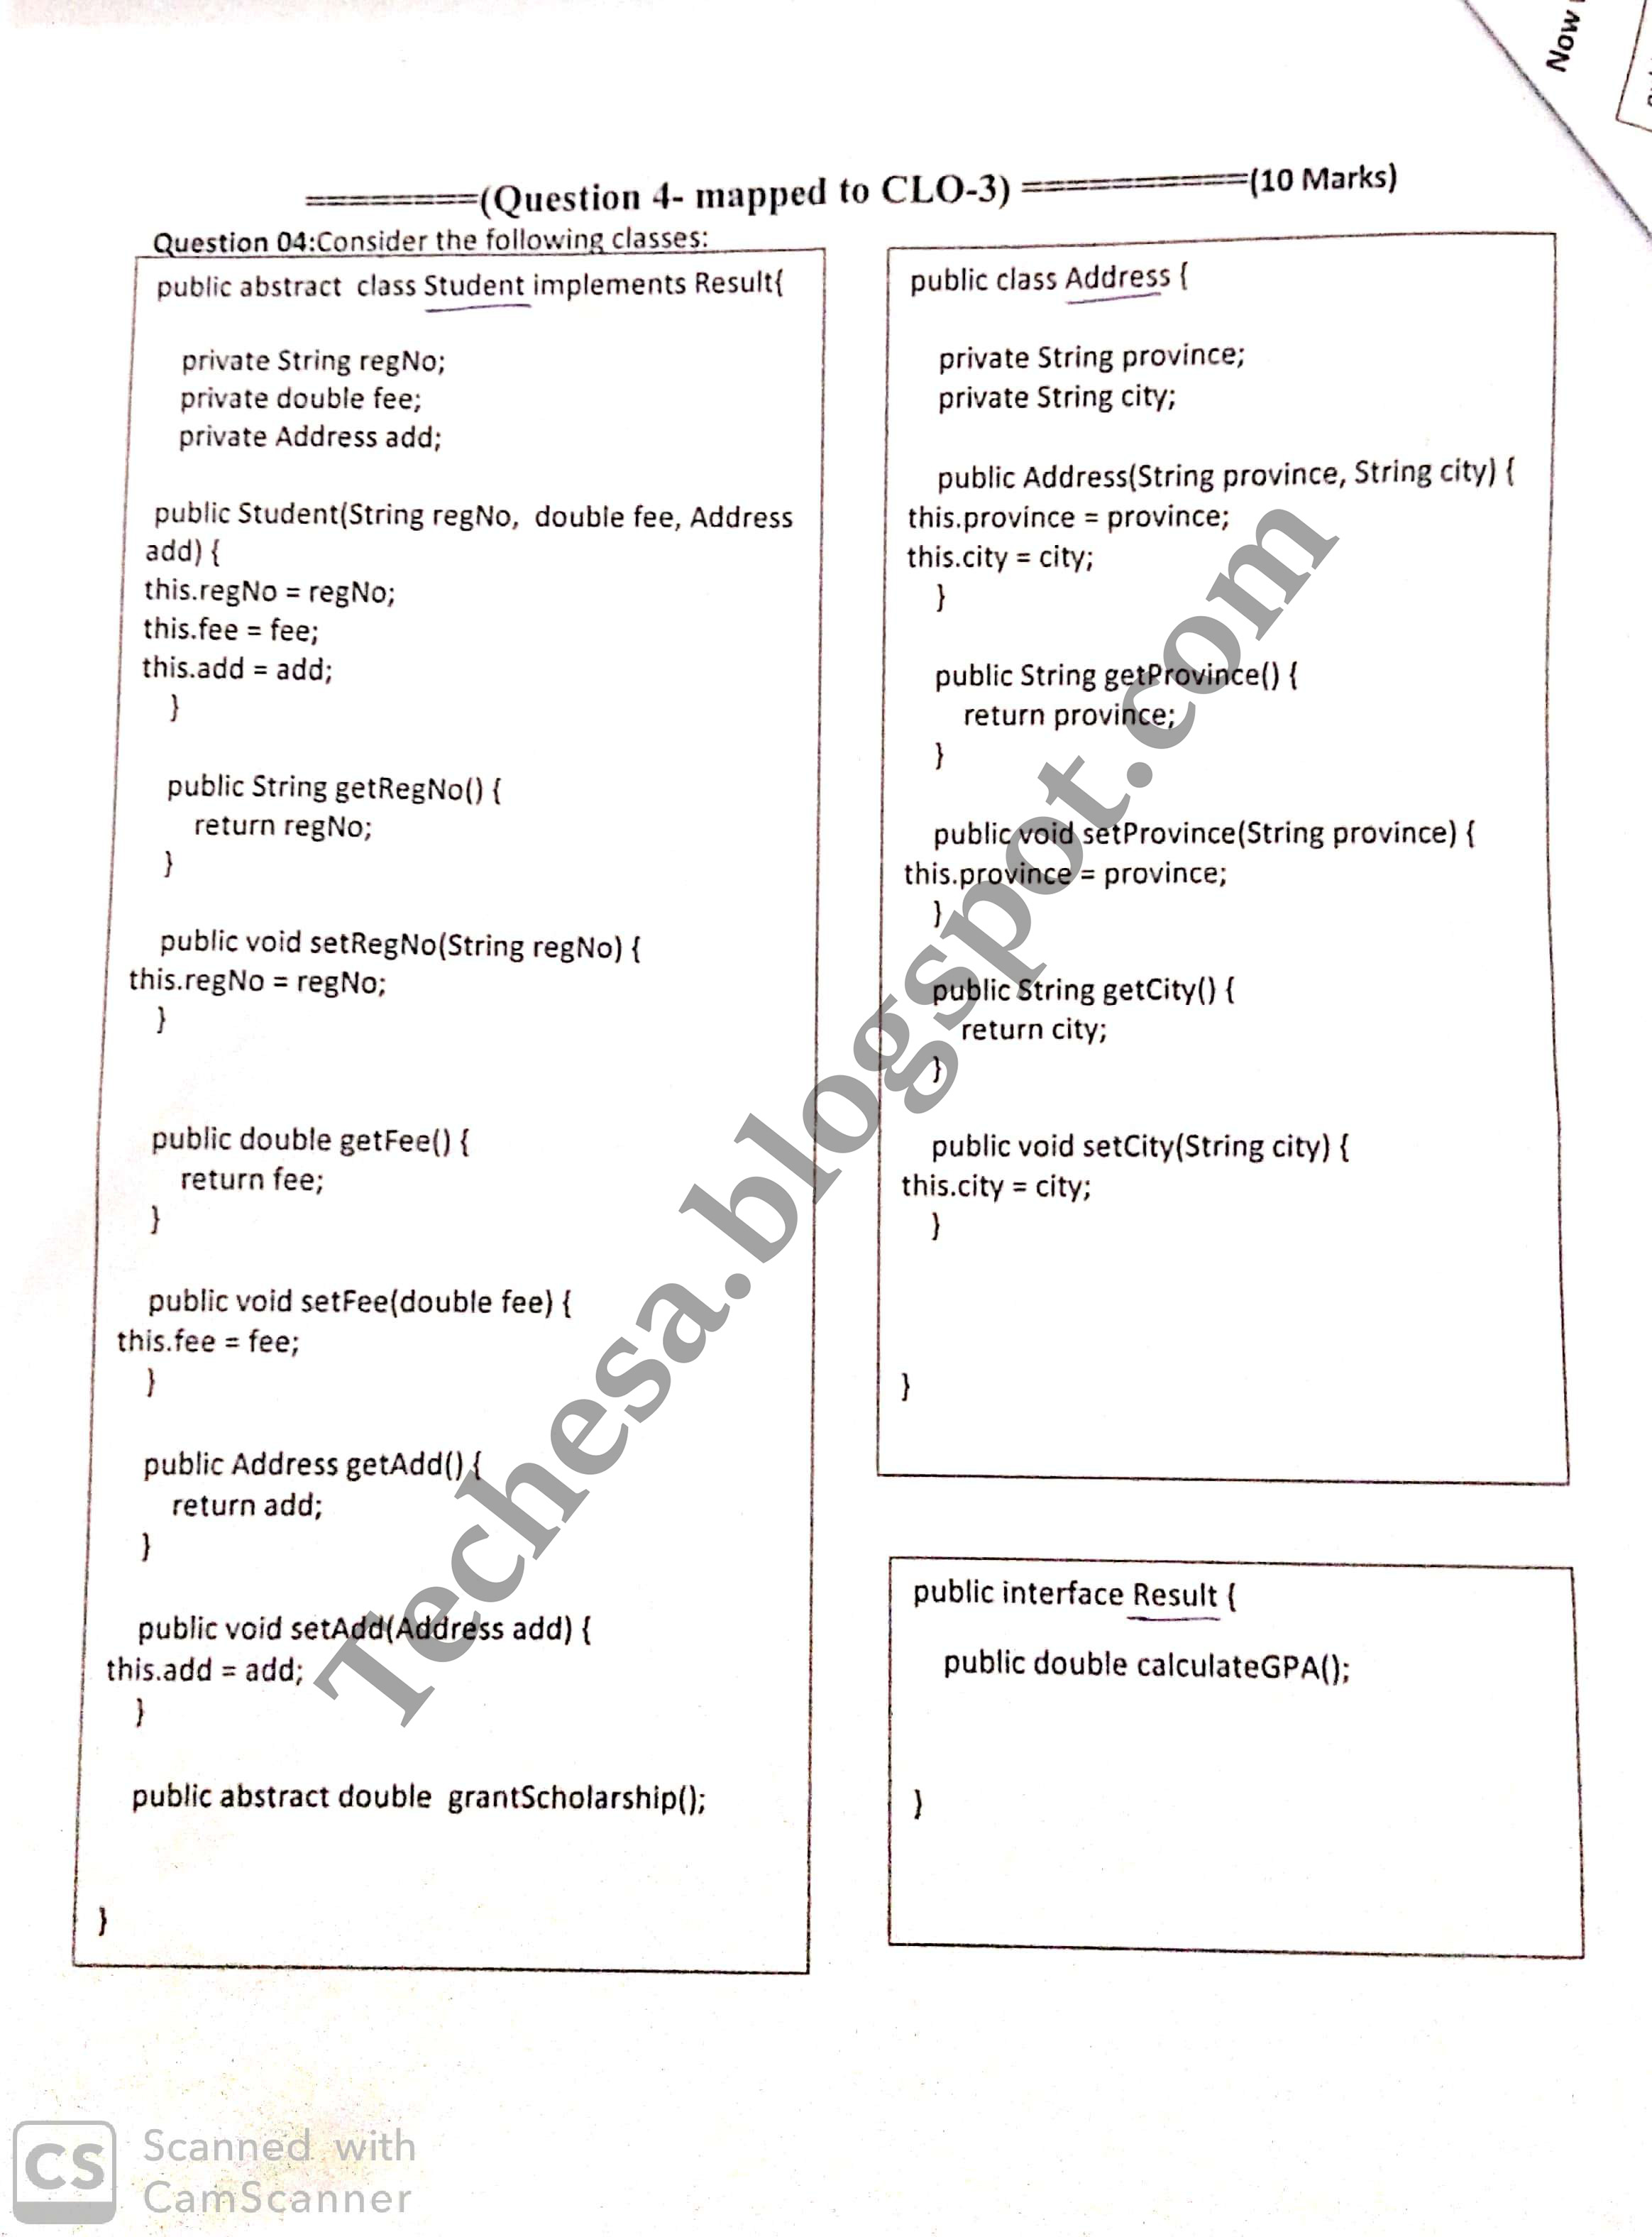 Now
========(Question 4- mapped to CLO-3) ==========(10 Marks)
Question 04:Consider the following classes:
public abstract class Student implements Result{
private String regNo;
private double fee;
private Address add;
public Student(String regNo, double fee, Address
add) {
this.regNo = regNo;
this.fee = fee;
this.add = add;
}
public String getRegNo() {
return regNo;
}
public void setRegNo(String regNo) {
this.regNo = regNo;
}
public double getFee() {
return fee;
}
public void setFee(double fee) {
this.fee = fee;
}
public Address getAdd() {
return add;
}
public void setAdd(Address add) {
this.add = add;
}
public abstract double grantScholarship();
}
public class Address {
private String province;
private String city;
public Address(String province, String city) {
this.province = province;
this.city = city;
}
public String getProvince() {
return province;
}
public void setProvince(String province) {
this.province = province;
}
public String getCity() {
return city;
}
public void setCity(String city) {
this.city = city;
}
}
public interface Result {
public double calculateGPA();
}
Techesa.blogspot.com
CS
Scanned with
CamScanner